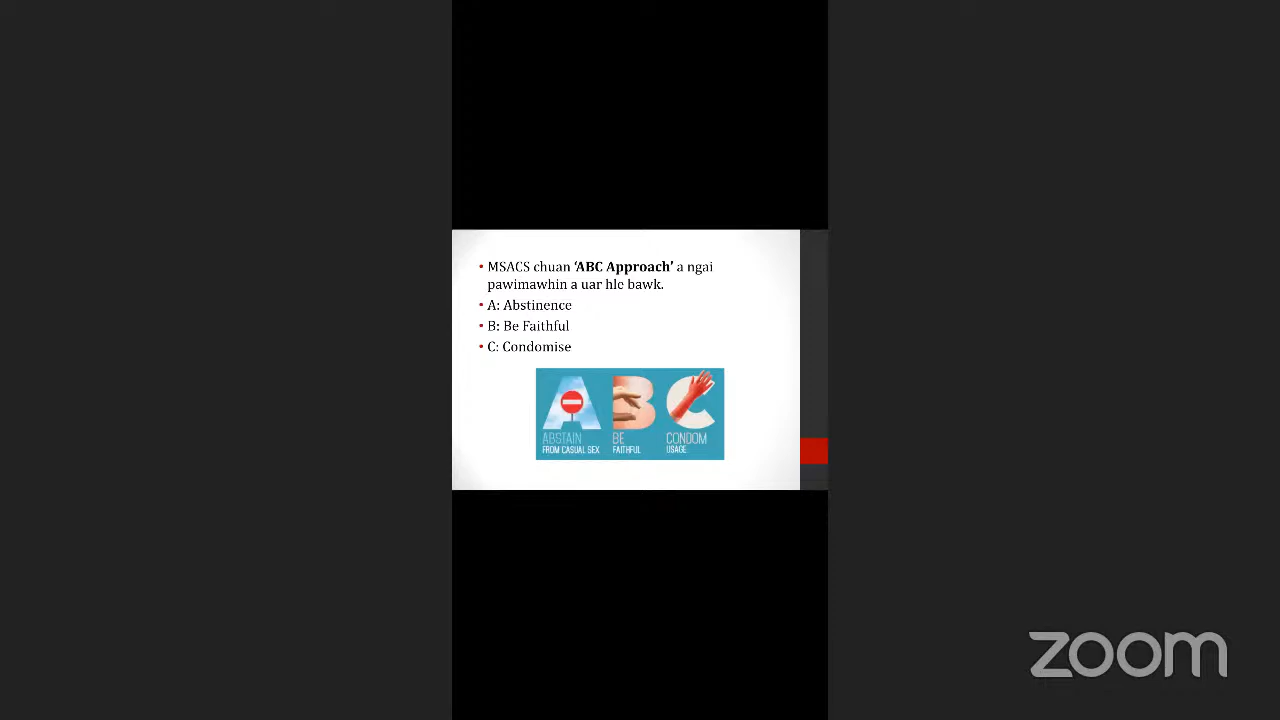 • MSACS chuan ‘ABC Approach’ a ngai
pawimawhin a uar hle bawk.
• A: Abstinence
• B: Be Faithful
• C: Condomise
A B C
ABSTAIN BE CONDOM
FROM CASUAL SEX FAITHFUL USAGE
zoom